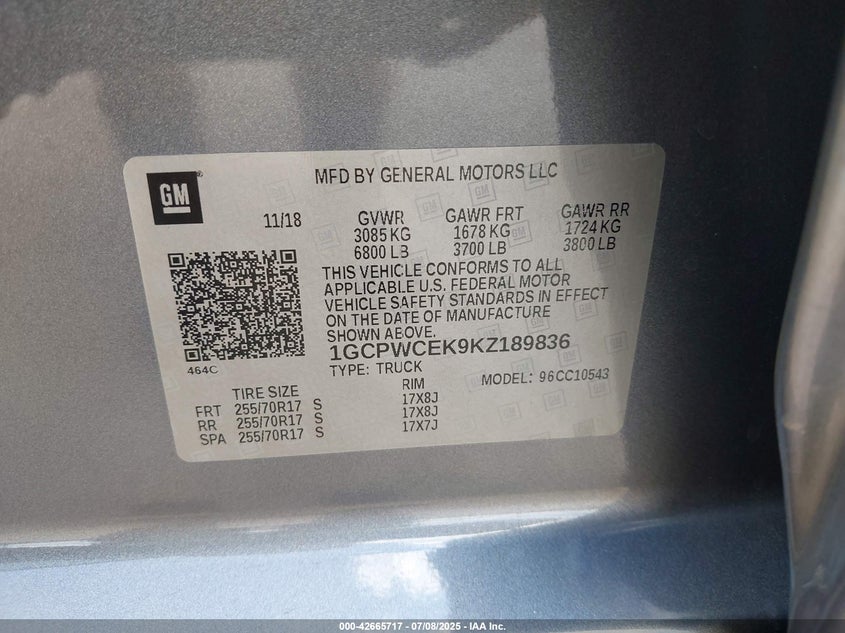 MFD BY GENERAL MOTORS LLC
GM
11/18 GVWR GAWR FRT GAWR RR
3085 KG 1678 KG 1724 KG
6800 LB 3700 LB 3800 LB
THIS VEHICLE CONFORMS TO ALL
APPLICABLE U.S. FEDERAL MOTOR
VEHICLE SAFETY STANDARDS IN EFFECT
ON THE DATE OF MANUFACTURE
SHOWN ABOVE.
464C
1GCPWCEK9KZ189836
TYPE: TRUCK MODEL: 96CC10543
TIRE SIZE RIM
FRT 255/70R17 S 17X8J
RR 255/70R17 S 17X8J
SPA 255/70R17 S 17X7J
000-42665717 - 07/08/2025 - IAA Inc.